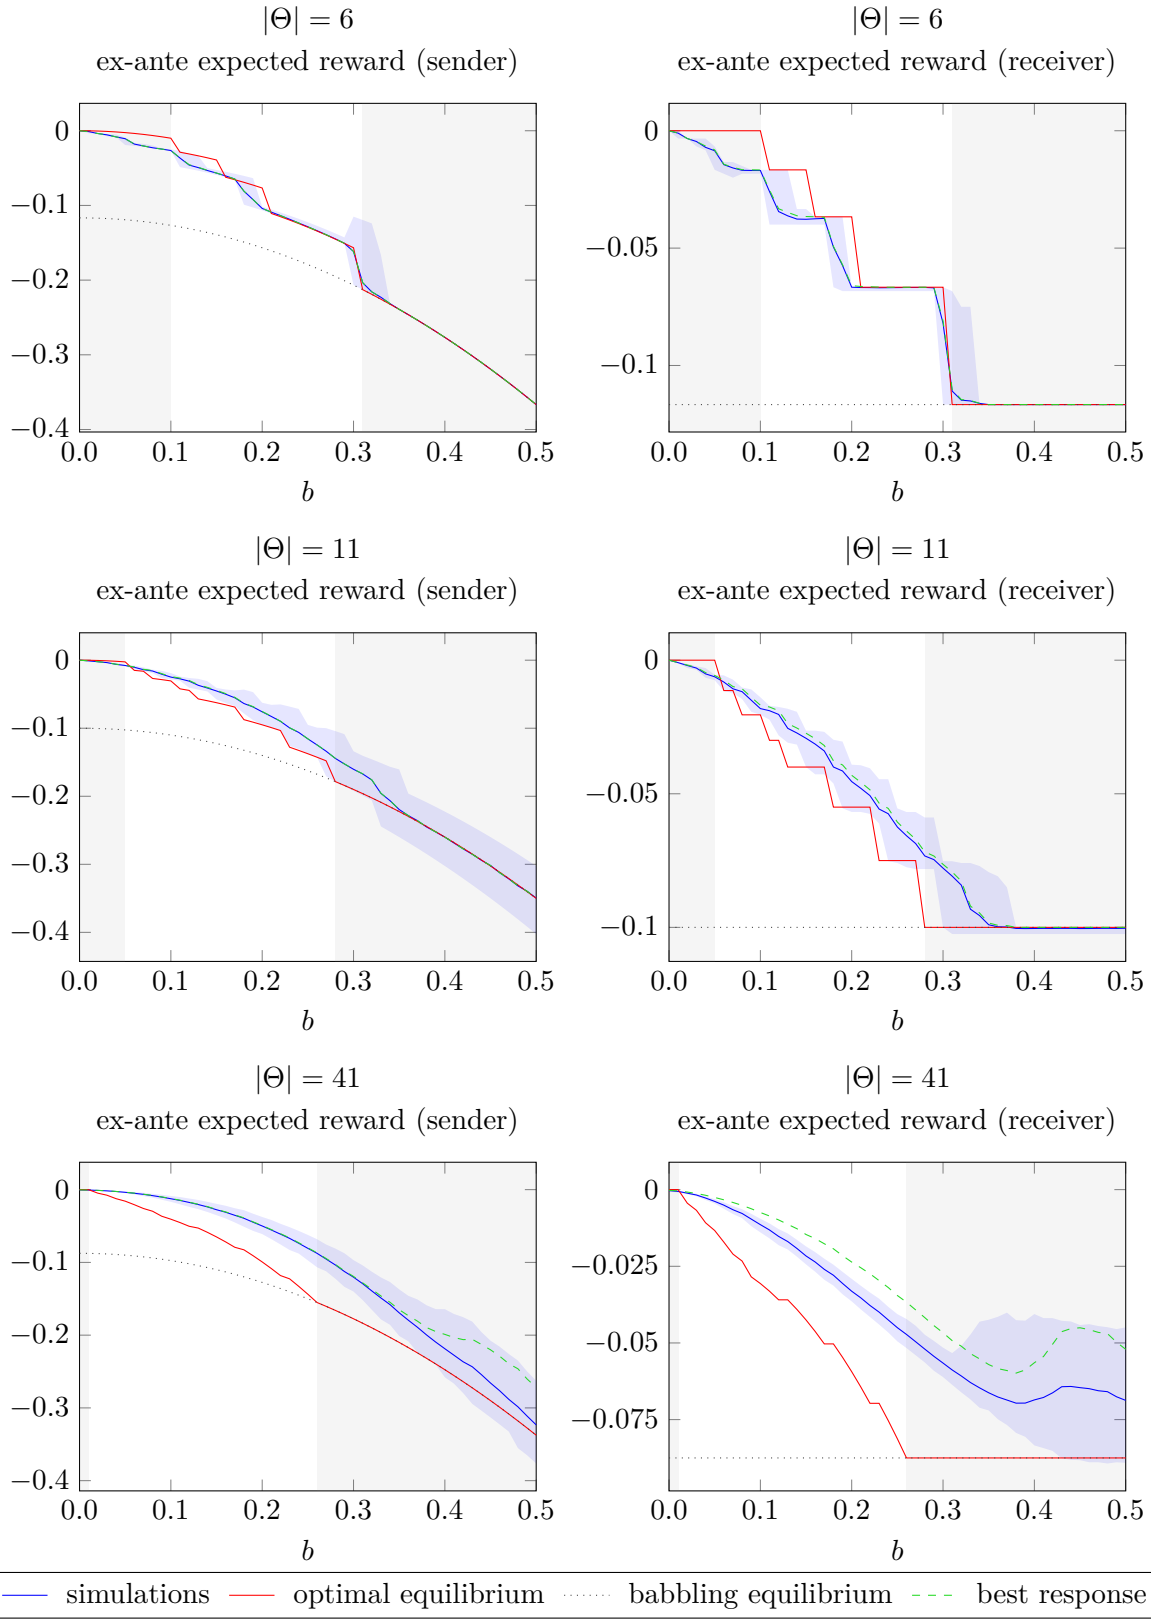 |Θ| = 6
ex-ante expected reward (sender)
0
−0.1
−0.2
−0.3
−0.4
0.0 0.1 0.2 0.3 0.4 0.5
b
|Θ| = 6
ex-ante expected reward (receiver)
0
−0.05
−0.1
0.0 0.1 0.2 0.3 0.4 0.5
b
|Θ| = 11
ex-ante expected reward (sender)
0
−0.1
−0.2
−0.3
−0.4
0.0 0.1 0.2 0.3 0.4 0.5
b
|Θ| = 11
ex-ante expected reward (receiver)
0
−0.05
−0.1
0.0 0.1 0.2 0.3 0.4 0.5
b
|Θ| = 41
ex-ante expected reward (sender)
0
−0.1
−0.2
−0.3
−0.4
0.0 0.1 0.2 0.3 0.4 0.5
b
|Θ| = 41
ex-ante expected reward (receiver)
0
−0.025
−0.05
−0.075
0.0 0.1 0.2 0.3 0.4 0.5
b
simulations optimal equilibrium babbling equilibrium best response